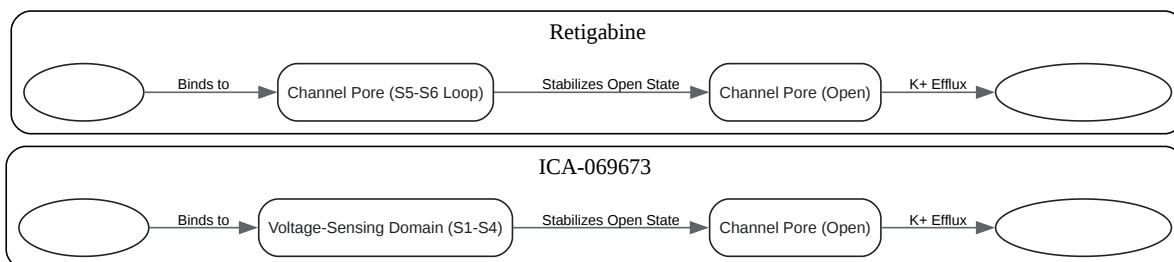 Retigabine
Binds to
Channel Pore (S5-S6 Loop)
Stabilizes Open State
Channel Pore (Open)
K+ Efflux
ICA-069673
Binds to
Voltage-Sensing Domain (S1-S4)
Stabilizes Open State
Channel Pore (Open)
K+ Efflux